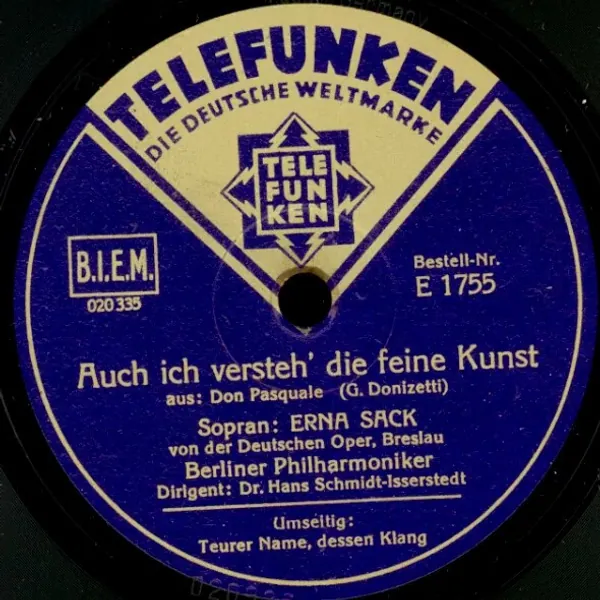 TELEFUNKEN
DIE DEUTSCHE WELTMARKE
TELE
FUN
KEN
B.I.E.M.
020335
Bestell-Nr.
E 1755
Auch ich versteh' die feine Kunst
aus: Don Pasquale (G. Donizetti)
Sopran: ERNA SACK
von der Deutschen Oper, Breslau
Berliner Philharmoniker
Dirigent: Dr. Hans Schmidt-Isserstedt
Umseitig:
Teurer Name, dessen Klang